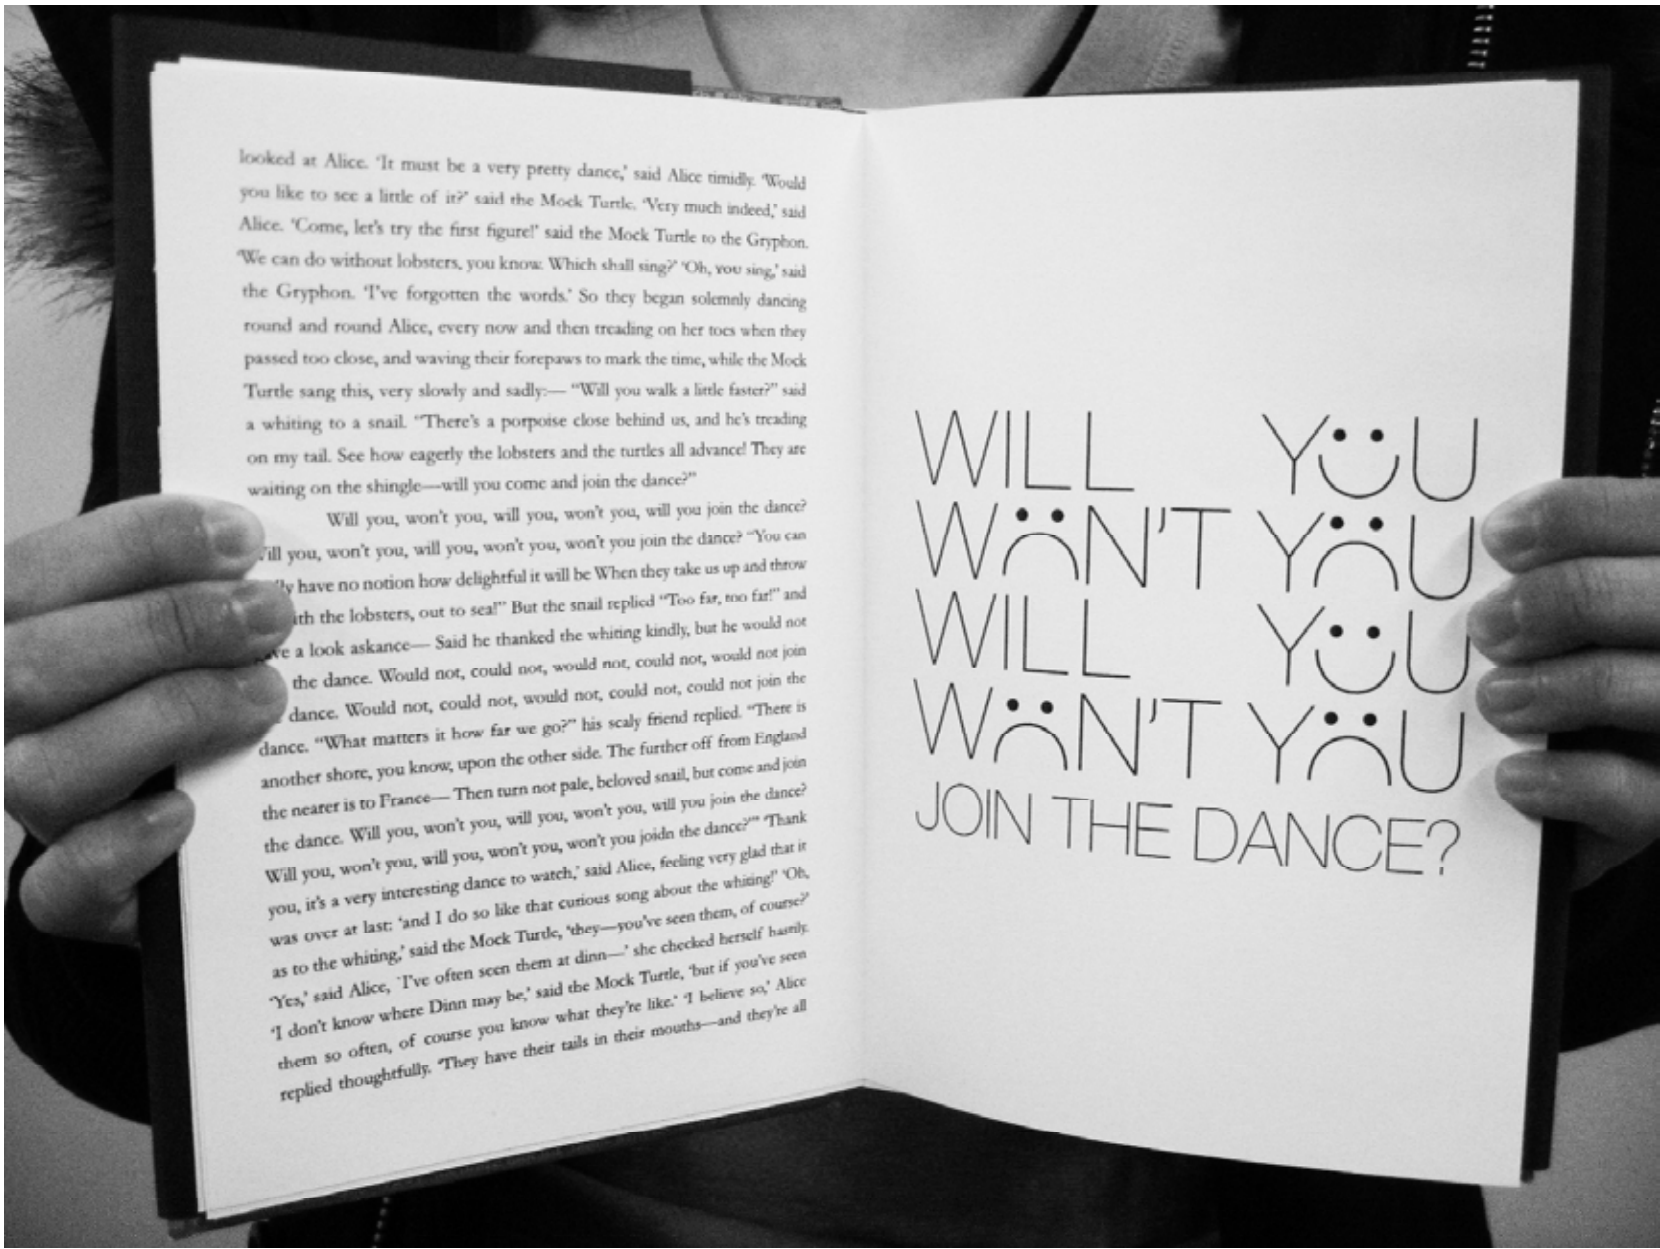 looked at Alice. 'It must be a very pretty dance,' said Alice timidly. 'Would
you like to see a little of it?' said the Mock Turtle. 'Very much indeed,' said
Alice. 'Come, let's try the first figure!' said the Mock Turtle to the Gryphon.
'We can do without lobsters, you know. Which shall sing?' 'Oh, you sing,' said
the Gryphon. 'I've forgotten the words.' So they began solemnly dancing
round and round Alice, every now and then treading on her toes when they
passed too close, and waving their forepaws to mark the time, while the Mock
Turtle sang this, very slowly and sadly:— "Will you walk a little faster?" said
a whiting to a snail. "There's a porpoise close behind us, and he's treading
on my tail. See how eagerly the lobsters and the turtles all advance! They are
waiting on the shingle—will you come and join the dance?"
Will you, won't you, will you, won't you, will you join the dance?
ill you, won't you, will you, won't you, won't you join the dance? "You can
ly have no notion how delightful it will be When they take us up and throw
ith the lobsters, out to sea!" But the snail replied "Too far, too far!" and
ve a look askance— Said he thanked the whiting kindly, but he would not
the dance. Would not, could not, would not, could not, would not join
dance. Would not, could not, would not, could not, could not join the
dance. "What matters it how far we go?" his scaly friend replied. "There is
another shore, you know, upon the other side. The further off from England
the nearer is to France— Then turn not pale, beloved snail, but come and join
the dance. Will you, won't you, will you, won't you, will you join the dance?
Will you, won't you, will you, won't you, won't you joidn the dance?"' 'Thank
you, it's a very interesting dance to watch,' said Alice, feeling very glad that it
was over at last: 'and I do so like that curious song about the whiting!' 'Oh,
as to the whiting,' said the Mock Turtle, 'they—you've seen them, of course?'
'Yes,' said Alice, 'I've often seen them at dinn—' she checked herself hastily.
'I don't know where Dinn may be,' said the Mock Turtle, 'but if you've seen
them so often, of course you know what they're like.' 'I believe so,' Alice
replied thoughtfully. 'They have their tails in their mouths—and they're all
WILL YOU
WON'T YOU
WILL YOU
WON'T YOU
JOIN THE DANCE?